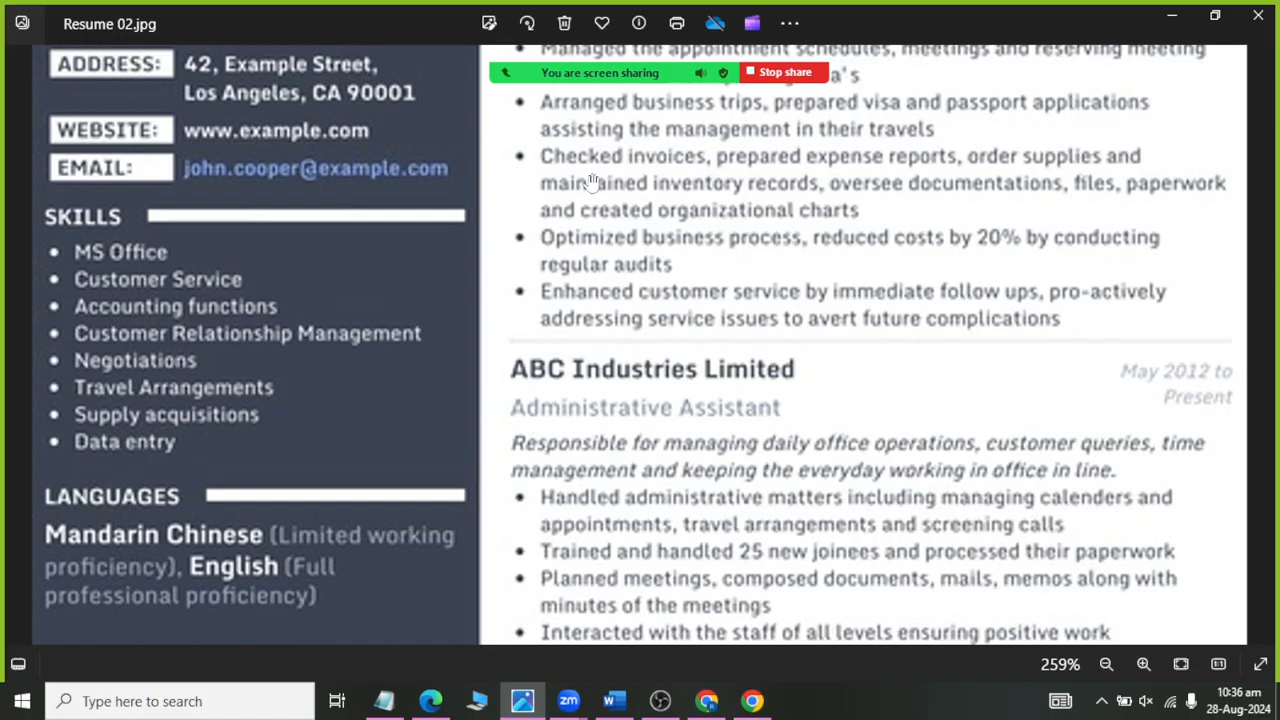 Resume 02.jpg
ADDRESS: 42, Example Street,
Los Angeles, CA 90001
WEBSITE: www.example.com
EMAIL: john.cooper@example.com
SKILLS
• MS Office
• Customer Service
• Accounting functions
• Customer Relationship Management
• Negotiations
• Travel Arrangements
• Supply acquisitions
• Data entry
LANGUAGES
Mandarin Chinese (Limited working
proficiency), English (Full
professional proficiency)
Managed the appointment schedules, meetings and reserving meeting
You are screen sharing
Stop share
a's
• Arranged business trips, prepared visa and passport applications
assisting the management in their travels
• Checked invoices, prepared expense reports, order supplies and
maintained inventory records, oversee documentations, files, paperwork
and created organizational charts
• Optimized business process, reduced costs by 20% by conducting
regular audits
• Enhanced customer service by immediate follow ups, pro-actively
addressing service issues to avert future complications
ABC Industries Limited
May 2012 to
Present
Administrative Assistant
Responsible for managing daily office operations, customer queries, time
management and keeping the everyday working in office in line.
• Handled administrative matters including managing calenders and
appointments, travel arrangements and screening calls
• Trained and handled 25 new joinees and processed their paperwork
• Planned meetings, composed documents, mails, memos along with
minutes of the meetings
• Interacted with the staff of all levels ensuring positive work
259%
Type here to search
zm
10:36 am
28-Aug-2024